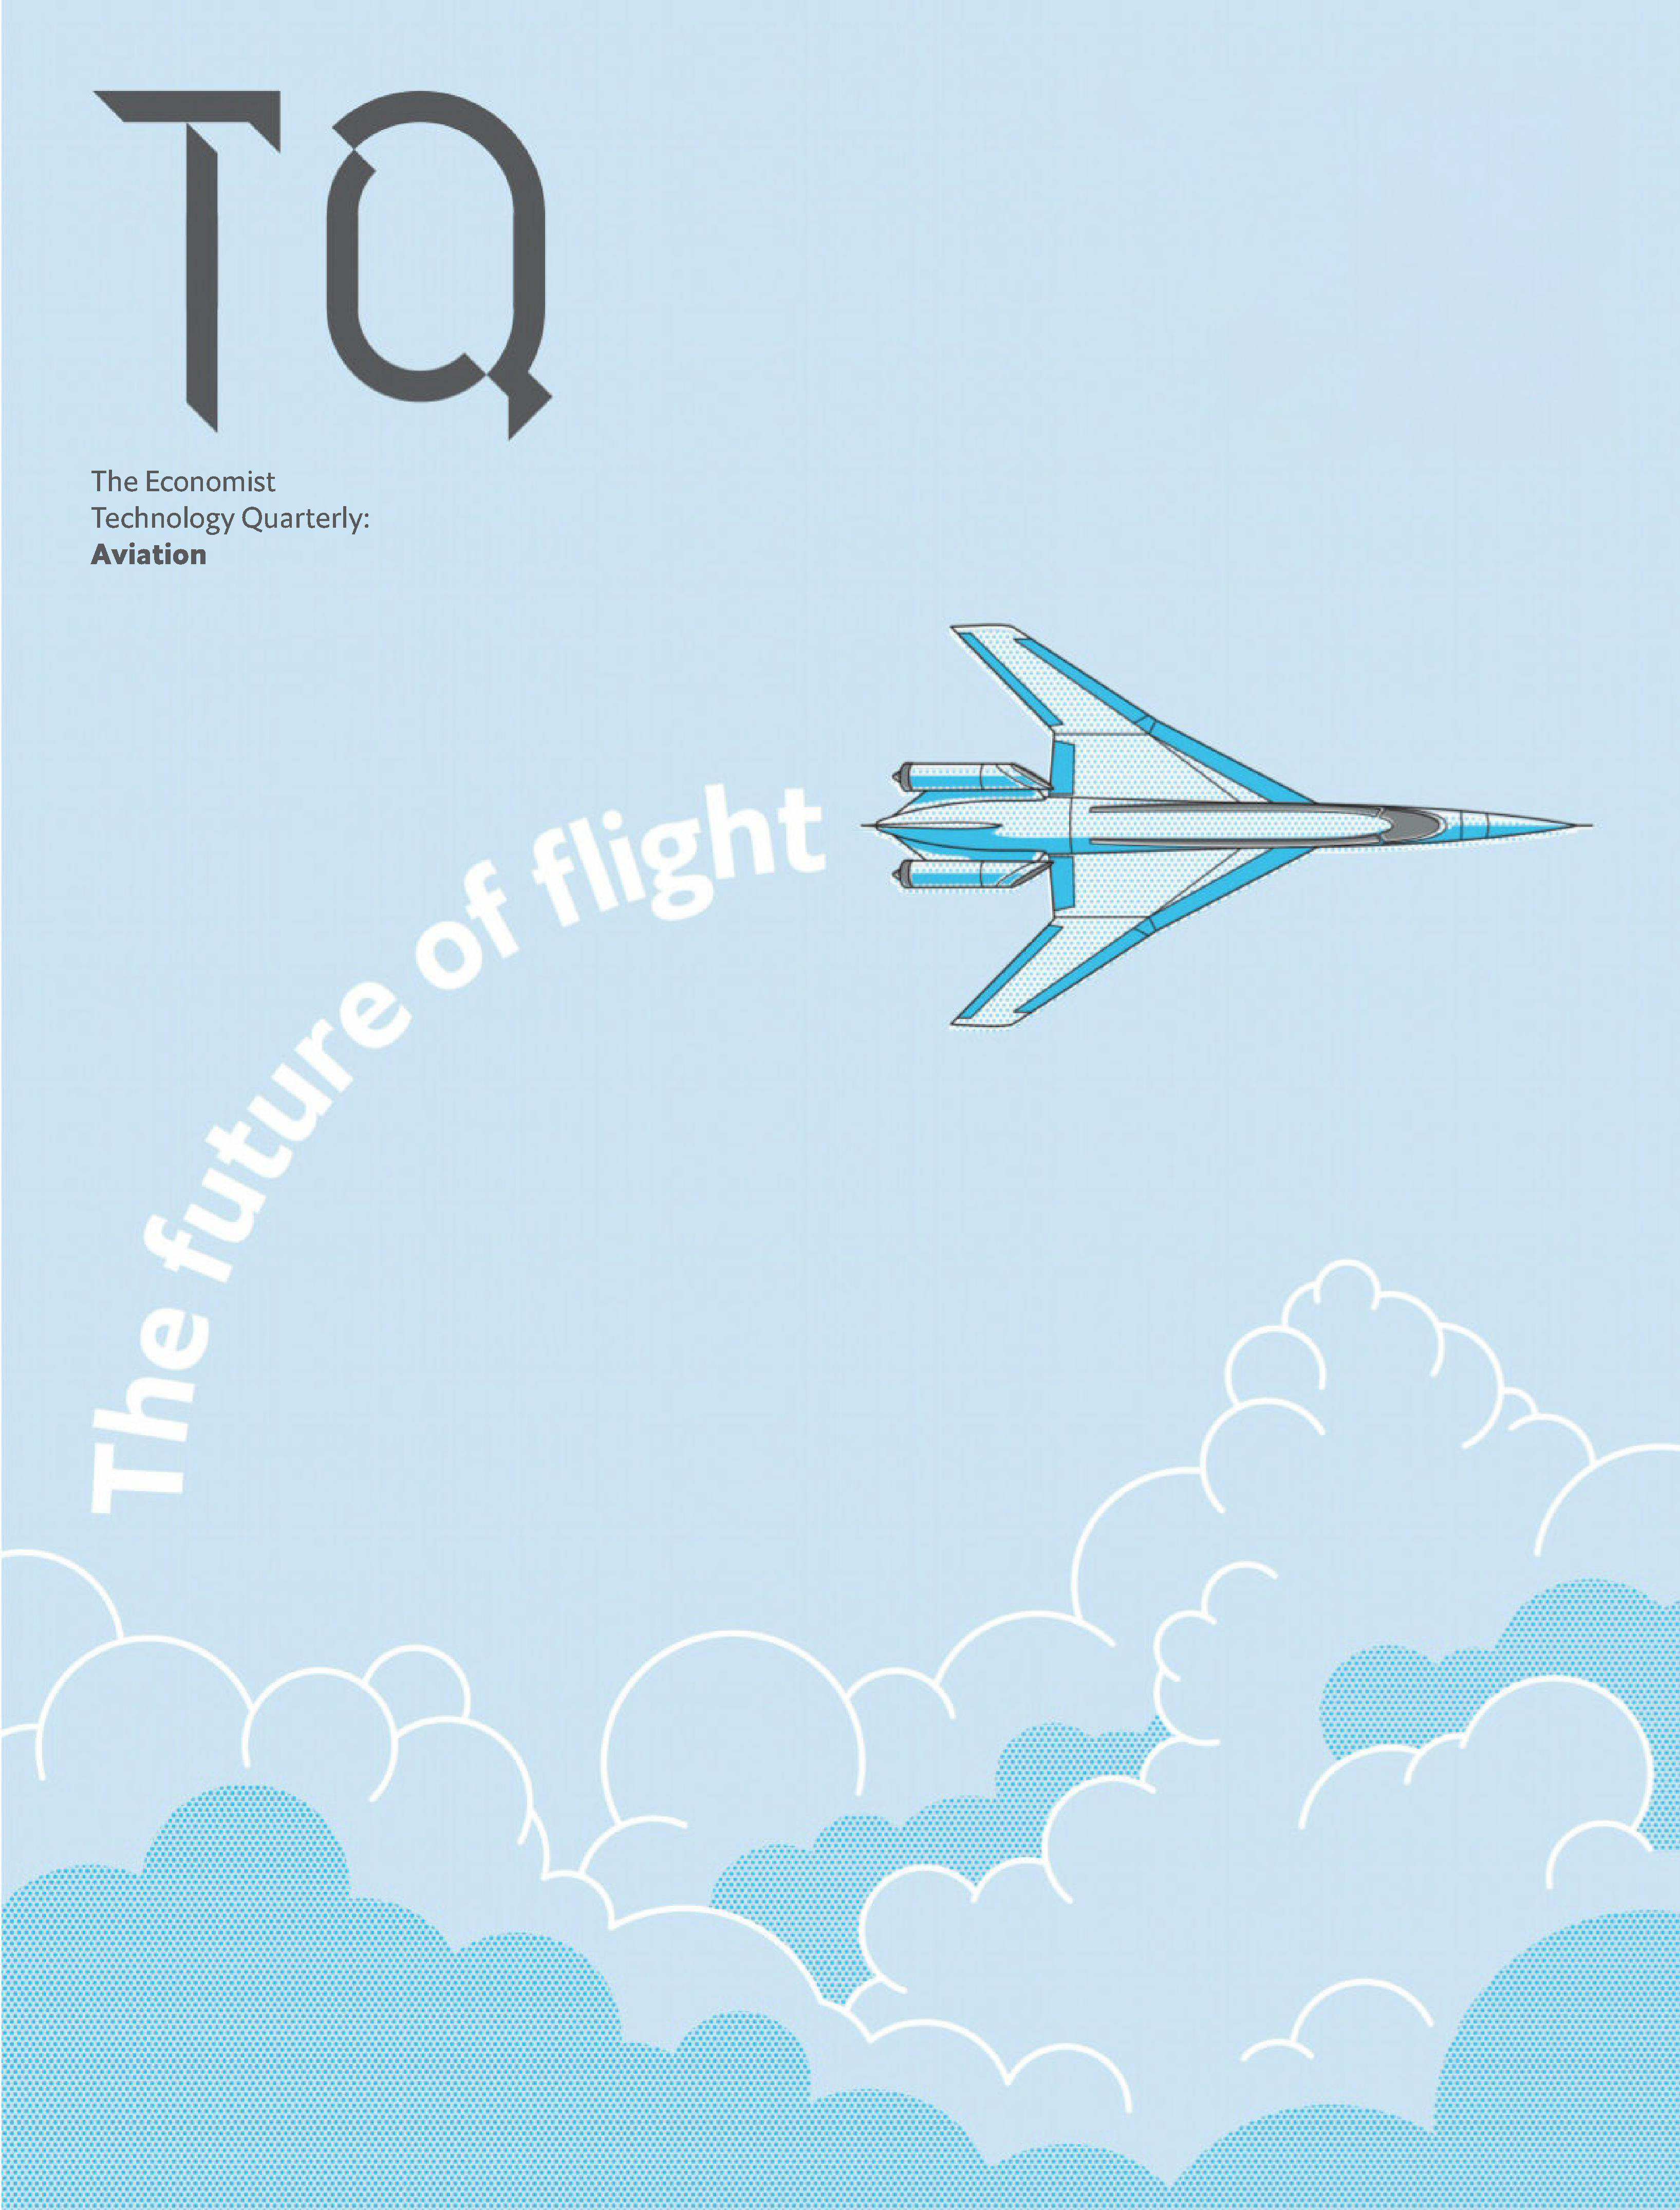 TQ
The Economist
Technology Quarterly:
Aviation
The future of flight